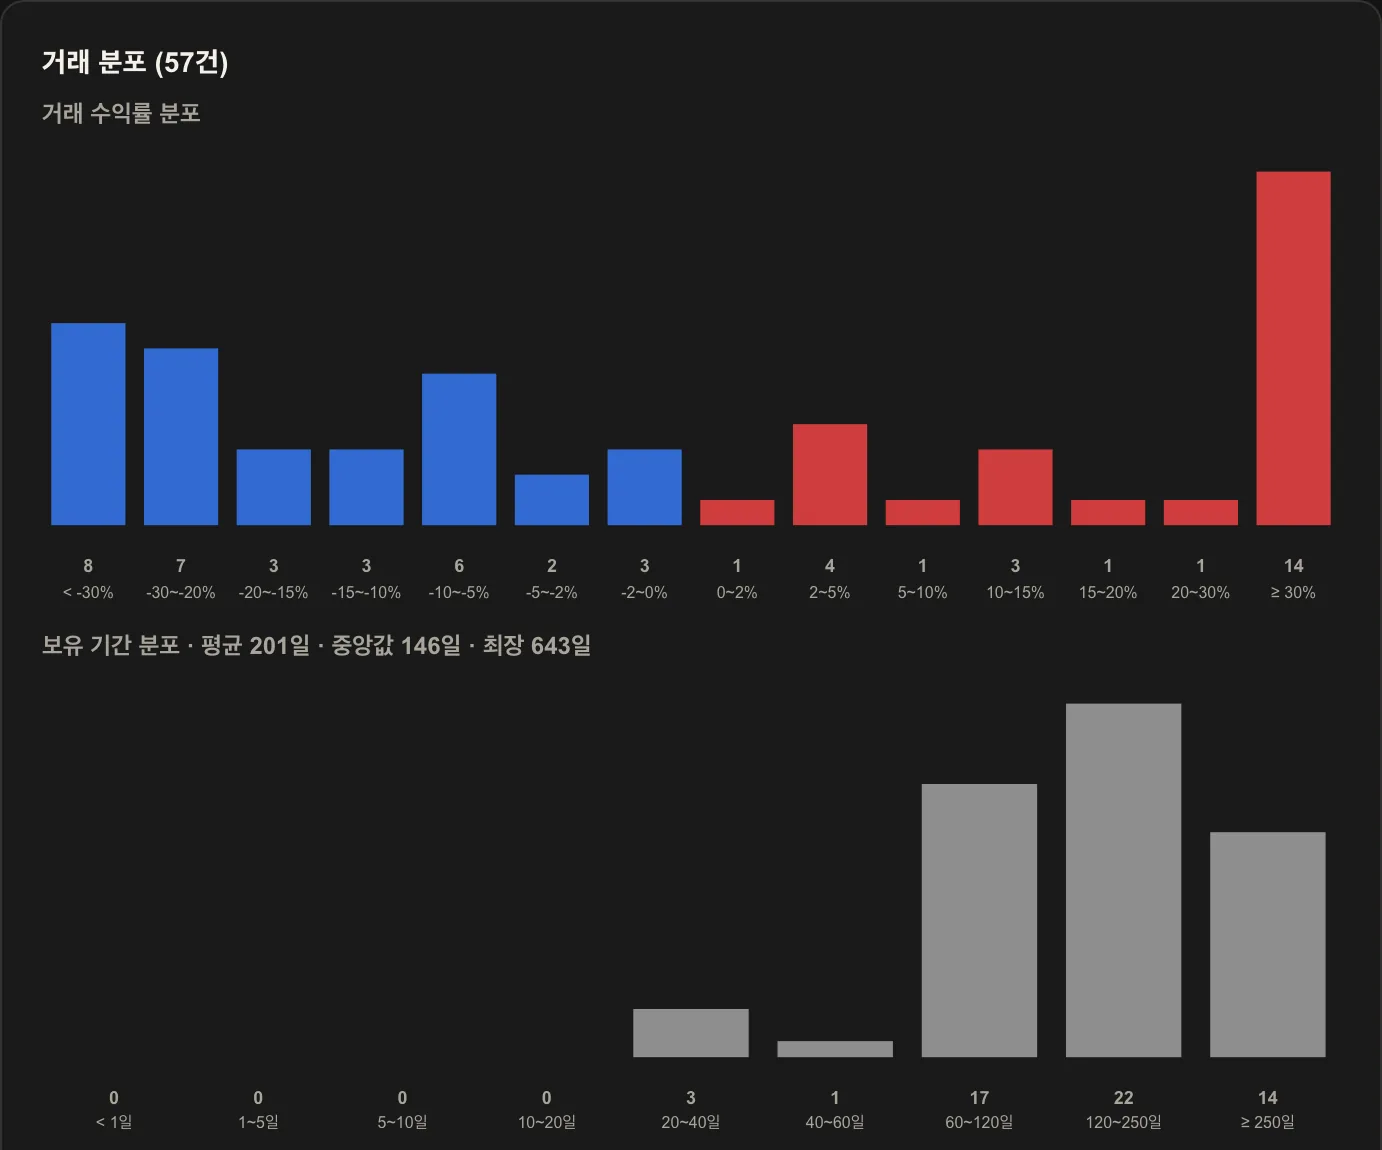 거래 분포 (57건)
거래 수익률 분포
8 7 3 3 6 2 3 1 4 1 3 1 1 14
< -30% -30~-20% -20~-15% -15~-10% -10~-5% -5~-2% -2~0% 0~2% 2~5% 5~10% 10~15% 15~20% 20~30% ≥ 30%
보유 기간 분포 · 평균 201일 · 중앙값 146일 · 최장 643일
0 0 0 0 3 1 17 22 14
< 1일 1~5일 5~10일 10~20일 20~40일 40~60일 60~120일 120~250일 ≥ 250일